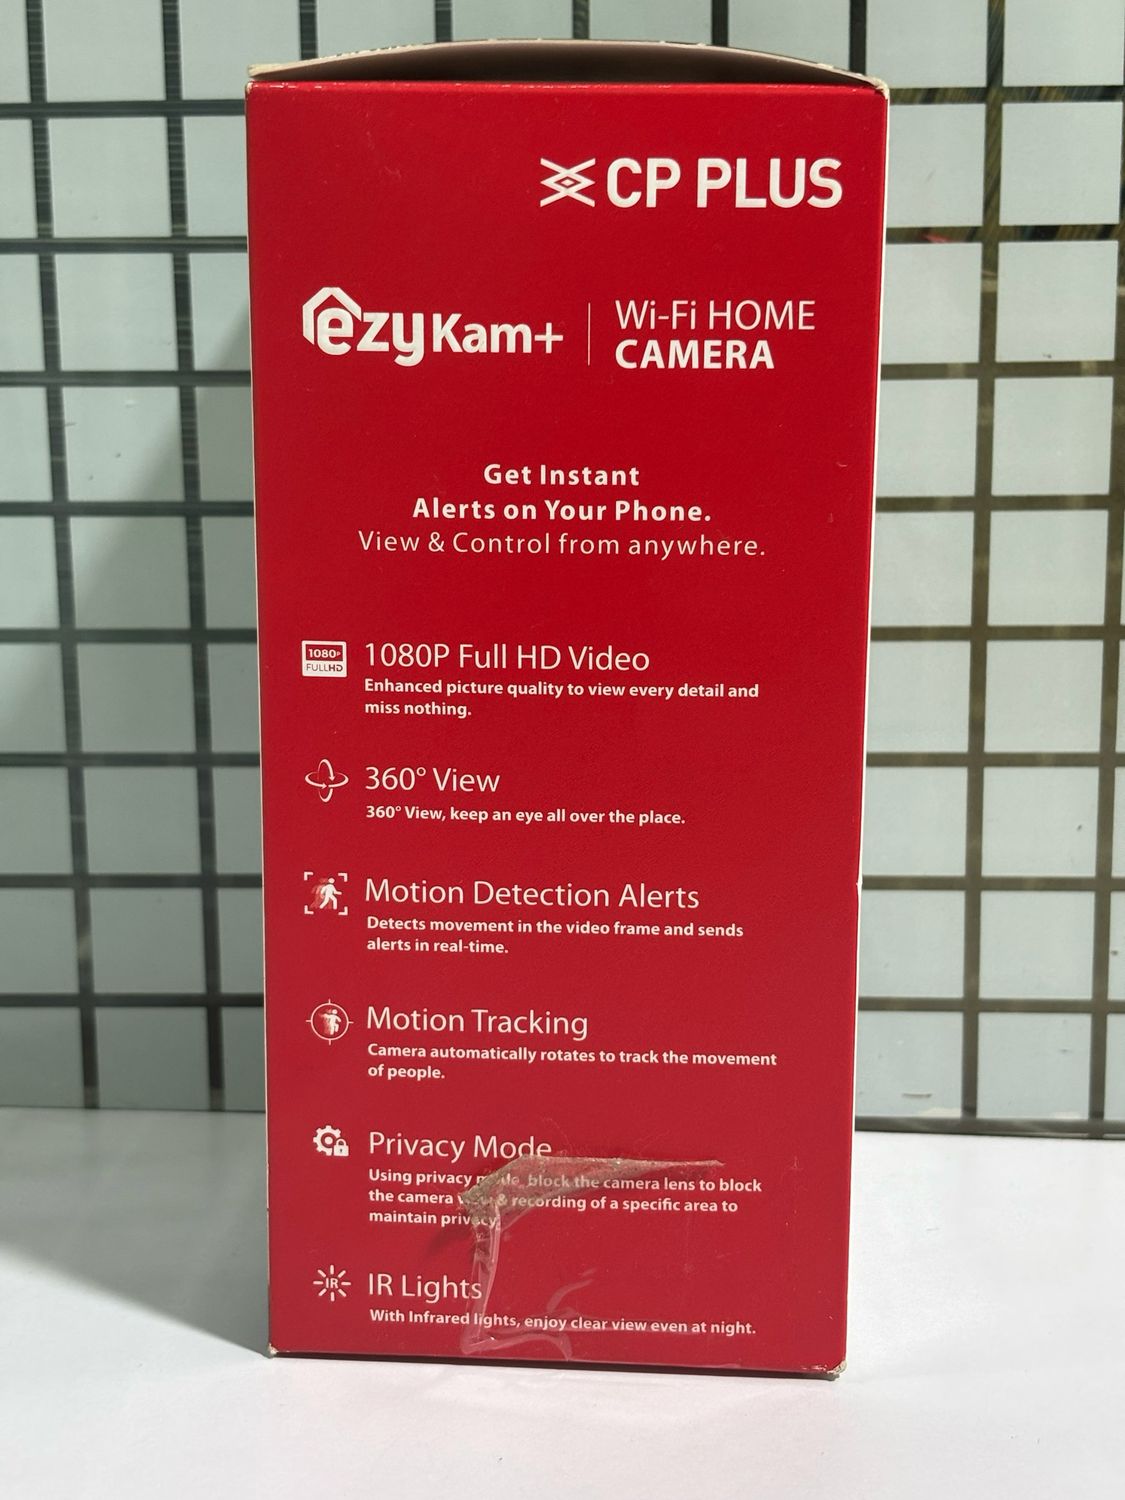 CP PLUS
ezyKam+
Wi-Fi HOME
CAMERA
Get Instant
Alerts on Your Phone.
View & Control from anywhere.
1080P
FULL HD
1080P Full HD Video
Enhanced picture quality to view every detail and
miss nothing.
360° View
360° View, keep an eye all over the place.
Motion Detection Alerts
Detects movement in the video frame and sends
alerts in real-time.
Motion Tracking
Camera automatically rotates to track the movement
of people.
Privacy Mode
Using privacy mode, block the camera lens to block
the camera view & recording of a specific area to
maintain privacy.
IR
IR Lights
With Infrared lights, enjoy clear view even at night.